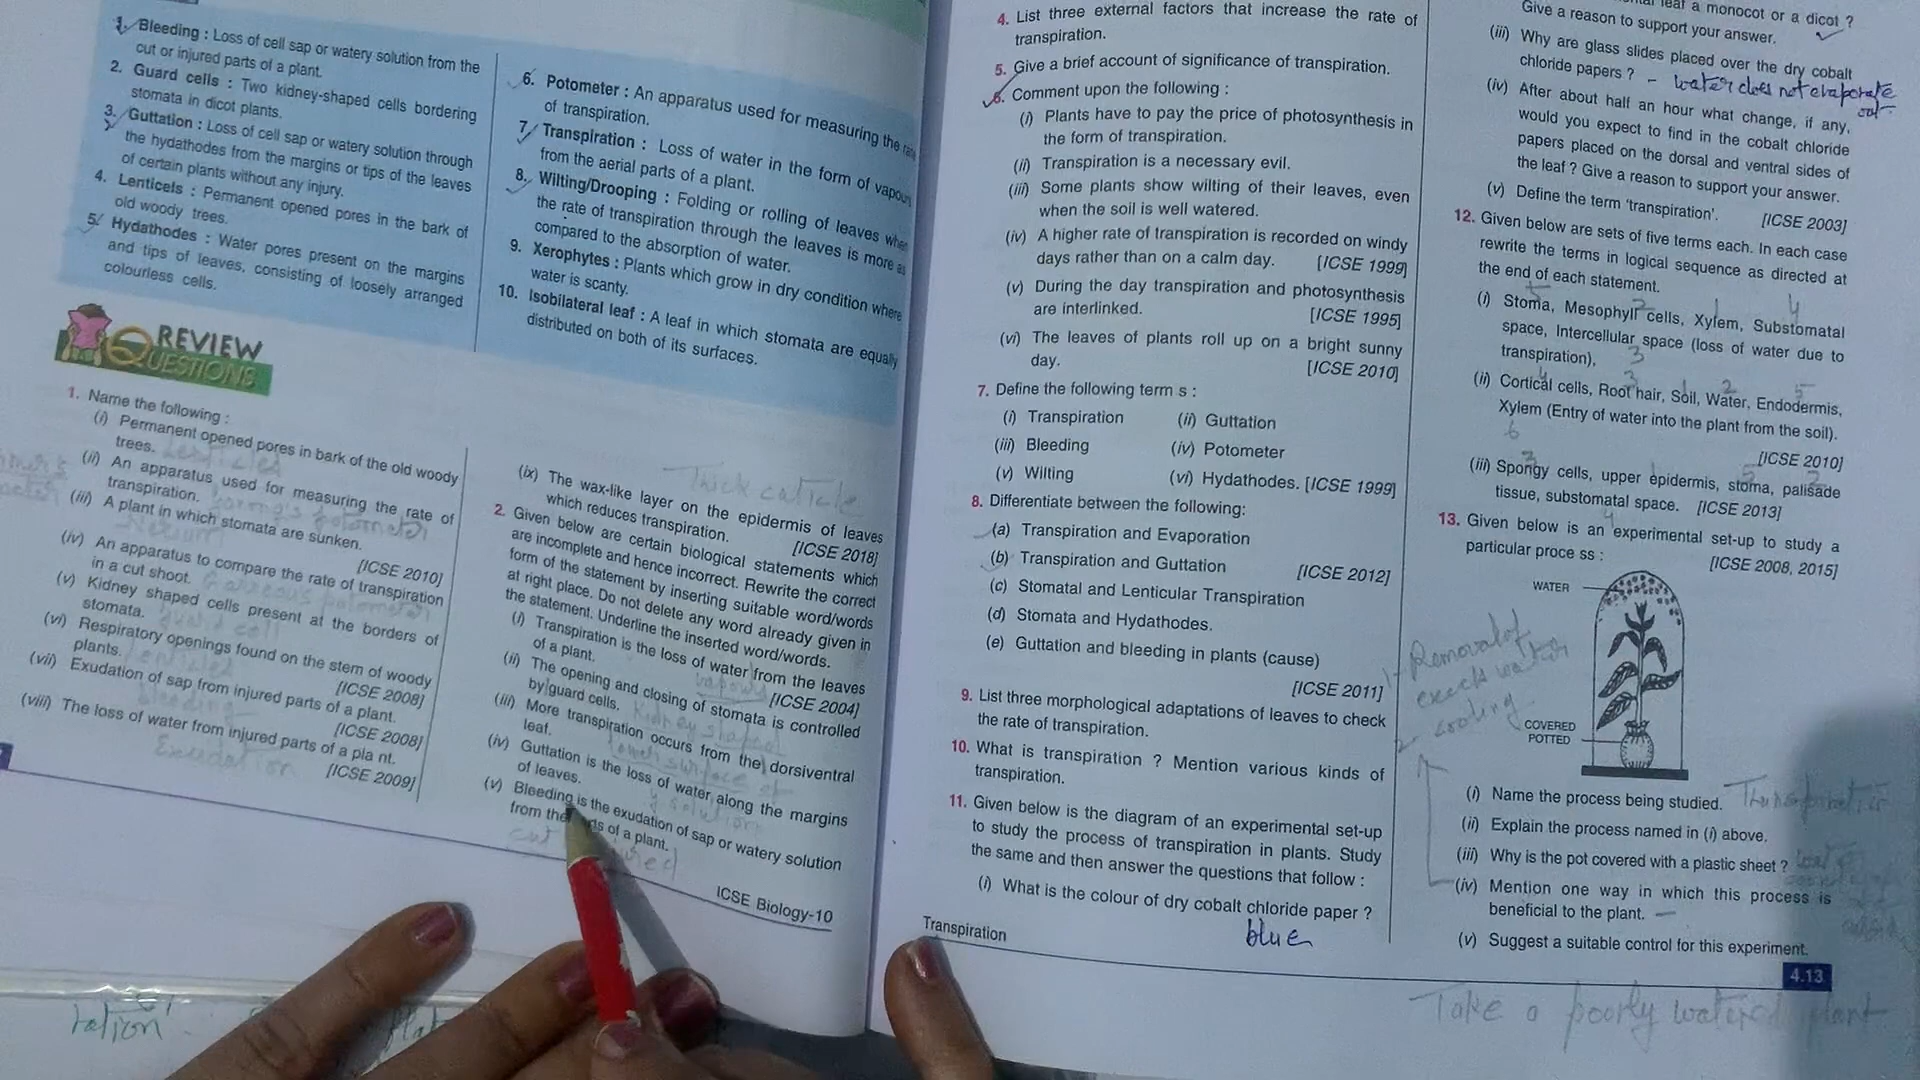 1. Bleeding : Loss of cell sap or watery solution from the
cut or injured parts of a plant.
2. Guard cells : Two kidney-shaped cells bordering
stomata in dicot plants.
3. Guttation : Loss of cell sap or watery solution through
the hydathodes from the margins or tips of the leaves
of certain plants without any injury.
4. Lenticels : Permanent opened pores in the bark of
old woody trees.
5. Hydathodes : Water pores present on the margins
and tips of leaves, consisting of loosely arranged
colourless cells.
6. Potometer : An apparatus used for measuring the rate
of transpiration.
7. Transpiration : Loss of water in the form of vapours
from the aerial parts of a plant.
8. Wilting/Drooping : Folding or rolling of leaves when
the rate of transpiration through the leaves is more as
compared to the absorption of water.
9. Xerophytes : Plants which grow in dry condition where
water is scanty.
10. Isobilateral leaf : A leaf in which stomata are equally
distributed on both of its surfaces.
REVIEW
QUESTIONS
1. Name the following :
(i) Permanent opened pores in bark of the old woody
trees.
(ii) An apparatus used for measuring the rate of
transpiration.
(iii) A plant in which stomata are sunken.
[ICSE 2010]
(iv) An apparatus to compare the rate of transpiration
in a cut shoot.
(v) Kidney shaped cells present at the borders of
stomata. guard cell
(vi) Respiratory openings found on the stem of woody
plants. [ICSE 2008]
(vii) Exudation of sap from injured parts of a plant.
bleeding [ICSE 2008]
(viii) The loss of water from injured parts of a pla nt.
Exudation [ICSE 2009]
Thick cuticle
(ix) The wax-like layer on the epidermis of leaves
which reduces transpiration. [ICSE 2018]
2. Given below are certain biological statements which
are incomplete and hence incorrect. Rewrite the correct
form of the statement by inserting suitable word/words
at right place. Do not delete any word already given in
the statement. Underline the inserted word/words.
(i) Transpiration is the loss of water from the leaves
of a plant. vapours [ICSE 2004]
(ii) The opening and closing of stomata is controlled
by guard cells. Kidney shaped
(iii) More transpiration occurs from the dorsiventral
leaf. lower surface of
(iv) Guttation is the loss of water along the margins
of leaves.
(v) Bleeding is the exudation of sap or watery solution
from the parts of a plant.
cut
ICSE Biology-10
4. List three external factors that increase the rate of
transpiration.
5. Give a brief account of significance of transpiration.
6. Comment upon the following :
(i) Plants have to pay the price of photosynthesis in
the form of transpiration.
(ii) Transpiration is a necessary evil.
(iii) Some plants show wilting of their leaves, even
when the soil is well watered.
(iv) A higher rate of transpiration is recorded on windy
days rather than on a calm day. [ICSE 1999]
(v) During the day transpiration and photosynthesis
are interlinked. [ICSE 1995]
(vi) The leaves of plants roll up on a bright sunny
day. [ICSE 2010]
7. Define the following term s :
(i) Transpiration (ii) Guttation
(iii) Bleeding (iv) Potometer
(v) Wilting (vi) Hydathodes. [ICSE 1999]
8. Differentiate between the following:
(a) Transpiration and Evaporation
(b) Transpiration and Guttation [ICSE 2012]
(c) Stomatal and Lenticular Transpiration
(d) Stomata and Hydathodes.
(e) Guttation and bleeding in plants (cause)
[ICSE 2011]
9. List three morphological adaptations of leaves to check
the rate of transpiration.
10. What is transpiration ? Mention various kinds of
transpiration.
11. Given below is the diagram of an experimental set-up
to study the process of transpiration in plants. Study
the same and then answer the questions that follow :
(i) What is the colour of dry cobalt chloride paper ?
blue
Transpiration
leaf a monocot or a dicot ?
Give a reason to support your answer.
(iii) Why are glass slides placed over the dry cobalt
chloride papers ? - water does not evaporate
out
(iv) After about half an hour what change, if any,
would you expect to find in the cobalt chloride
papers placed on the dorsal and ventral sides of
the leaf ? Give a reason to support your answer.
(v) Define the term 'transpiration'. [ICSE 2003]
12. Given below are sets of five terms each. In each case
rewrite the terms in logical sequence as directed at
the end of each statement.
(i) Stoma, Mesophyll cells, Xylem, Substomatal
space, Intercellular space (loss of water due to
transpiration),
(ii) Cortical cells, Root hair, Soil, Water, Endodermis,
Xylem (Entry of water into the plant from the soil).
[ICSE 2010]
(iii) Spongy cells, upper epidermis, stoma, palisade
tissue, substomatal space. [ICSE 2013]
13. Given below is an experimental set-up to study a
particular proce ss : [ICSE 2008, 2015]
WATER
COVERED
POTTED
1- Removal of
excess water
2- cooling
(i) Name the process being studied. Transpiration
(ii) Explain the process named in (i) above.
(iii) Why is the pot covered with a plastic sheet ?
(iv) Mention one way in which this process is
beneficial to the plant.
(v) Suggest a suitable control for this experiment.
4.13
Take a poorly watered plant
ration